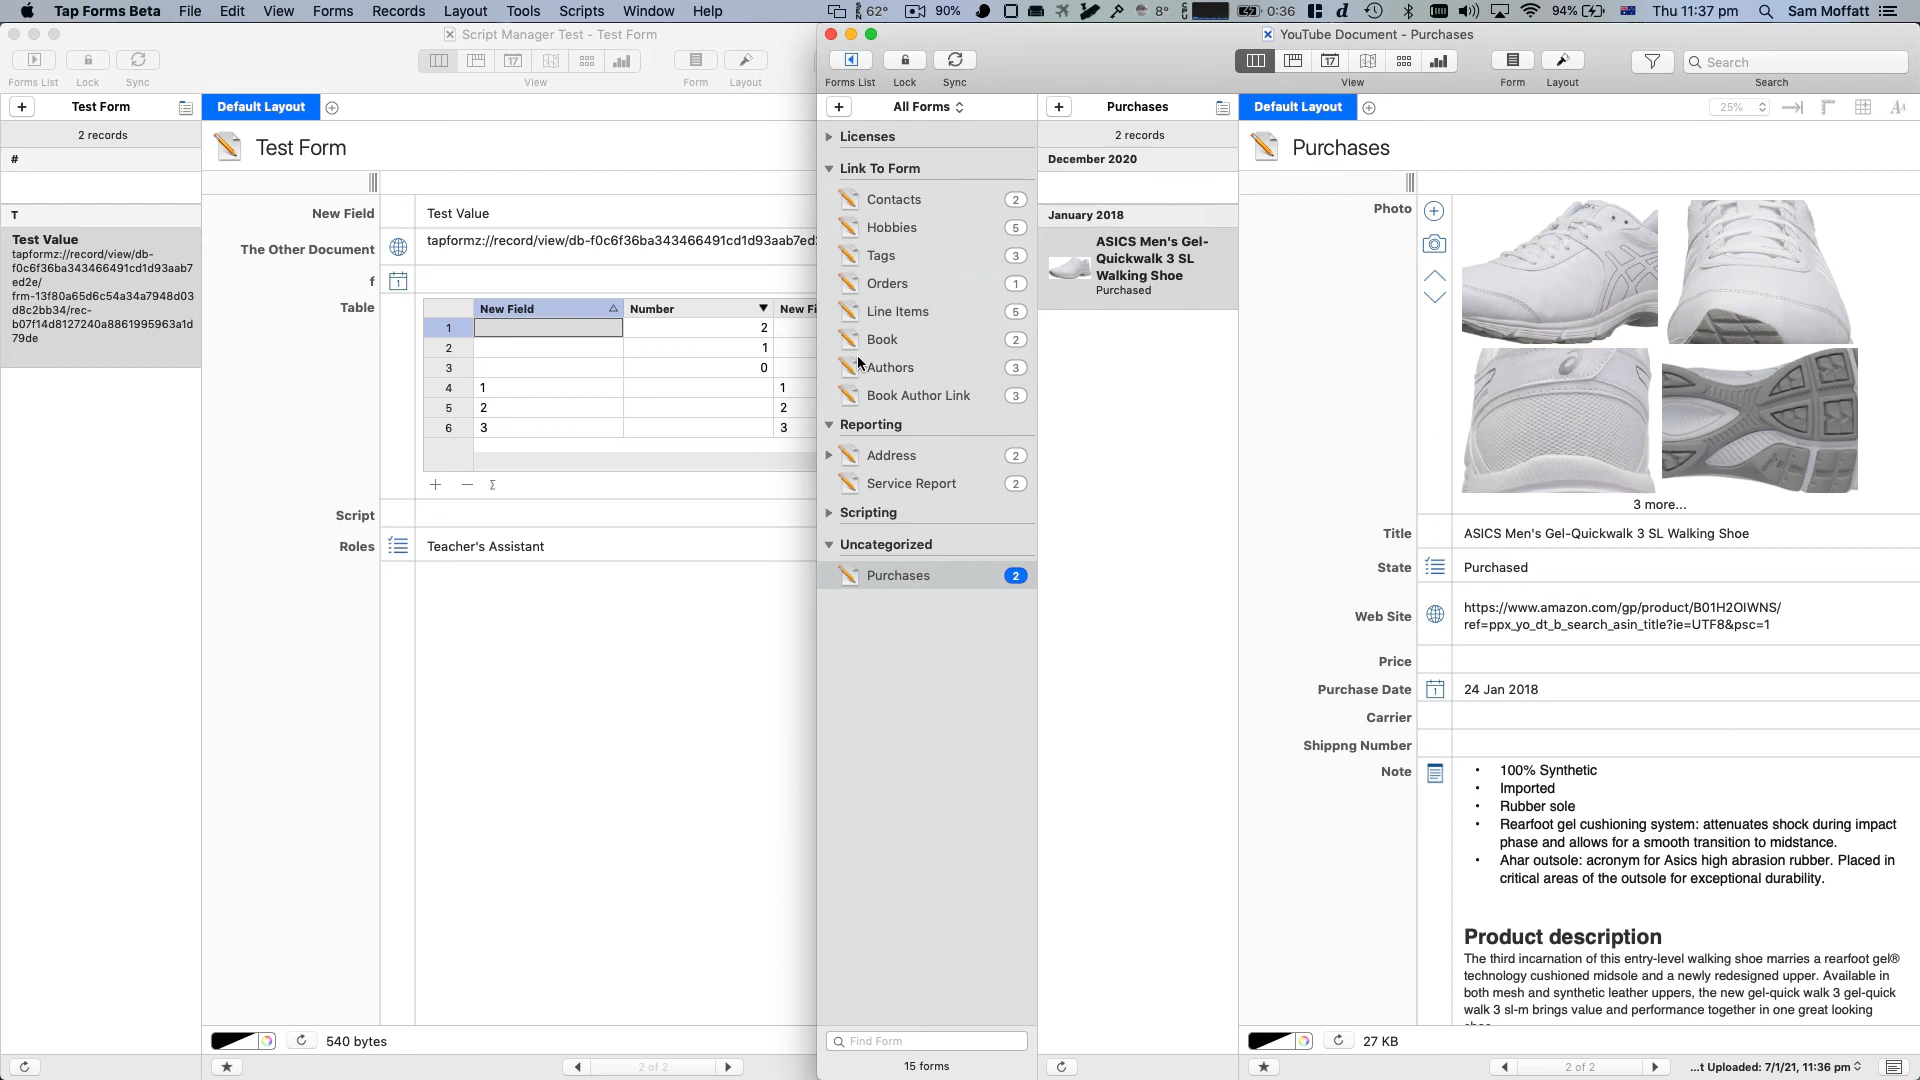 Tap Forms Beta File Edit View Forms Records Layout Tools Scripts Window Help 62° 90% 8° 0:36 94% Thu 11:37 pm Sam Moffatt
Script Manager Test - Test Form
Forms List Lock Sync View Form Layout
17
Test Form
Default Layout
2 records
#
T
Test Value
tapformz://record/view/db-
f0c6f36ba343466491cd1d93aab7
ed2e/
frm-13f80a65d6c54a34a7948d03
d8c2bb34/rec-
b07f14d8127240a8861995963a1d
79de
Test Form
New Field Test Value
The Other Document tapformz://record/view/db-f0c6f36ba343466491cd1d93aab7ed2
f
Table
New Field Number New Fi
1 2
2 1
3 0
4 1 1
5 2 2
6 3 3
Script
Roles Teacher's Assistant
540 bytes
2 of 2
YouTube Document - Purchases
Forms List Lock Sync View Form Layout Search
17
Search
All Forms
Licenses
Link To Form
Contacts 2
Hobbies 5
Tags 3
Orders 1
Line Items 5
Book 2
Authors 3
Book Author Link 3
Reporting
Address 2
Service Report 2
Scripting
Uncategorized
Purchases 2
Find Form
15 forms
Purchases
2 records
December 2020
January 2018
ASICS Men's Gel-
Quickwalk 3 SL
Walking Shoe
Purchased
Default Layout
25%
Purchases
Photo
3 more...
Title ASICS Men's Gel-Quickwalk 3 SL Walking Shoe
State Purchased
Web Site https://www.amazon.com/gp/product/B01H2OIWNS/
ref=ppx_yo_dt_b_search_asin_title?ie=UTF8&psc=1
Price
Purchase Date 24 Jan 2018
Carrier
Shippng Number
Note
• 100% Synthetic
• Imported
• Rubber sole
• Rearfoot gel cushioning system: attenuates shock during impact
phase and allows for a smooth transition to midstance.
• Ahar outsole: acronym for Asics high abrasion rubber. Placed in
critical areas of the outsole for exceptional durability.
Product description
The third incarnation of this entry-level walking shoe marries a rearfoot gel®
technology cushioned midsole and a newly redesigned upper. Available in
both mesh and synthetic leather uppers, the new gel-quick walk 3 gel-quick
walk 3 sl-m brings value and performance together in one great looking
27 KB
2 of 2
...t Uploaded: 7/1/21, 11:36 pm